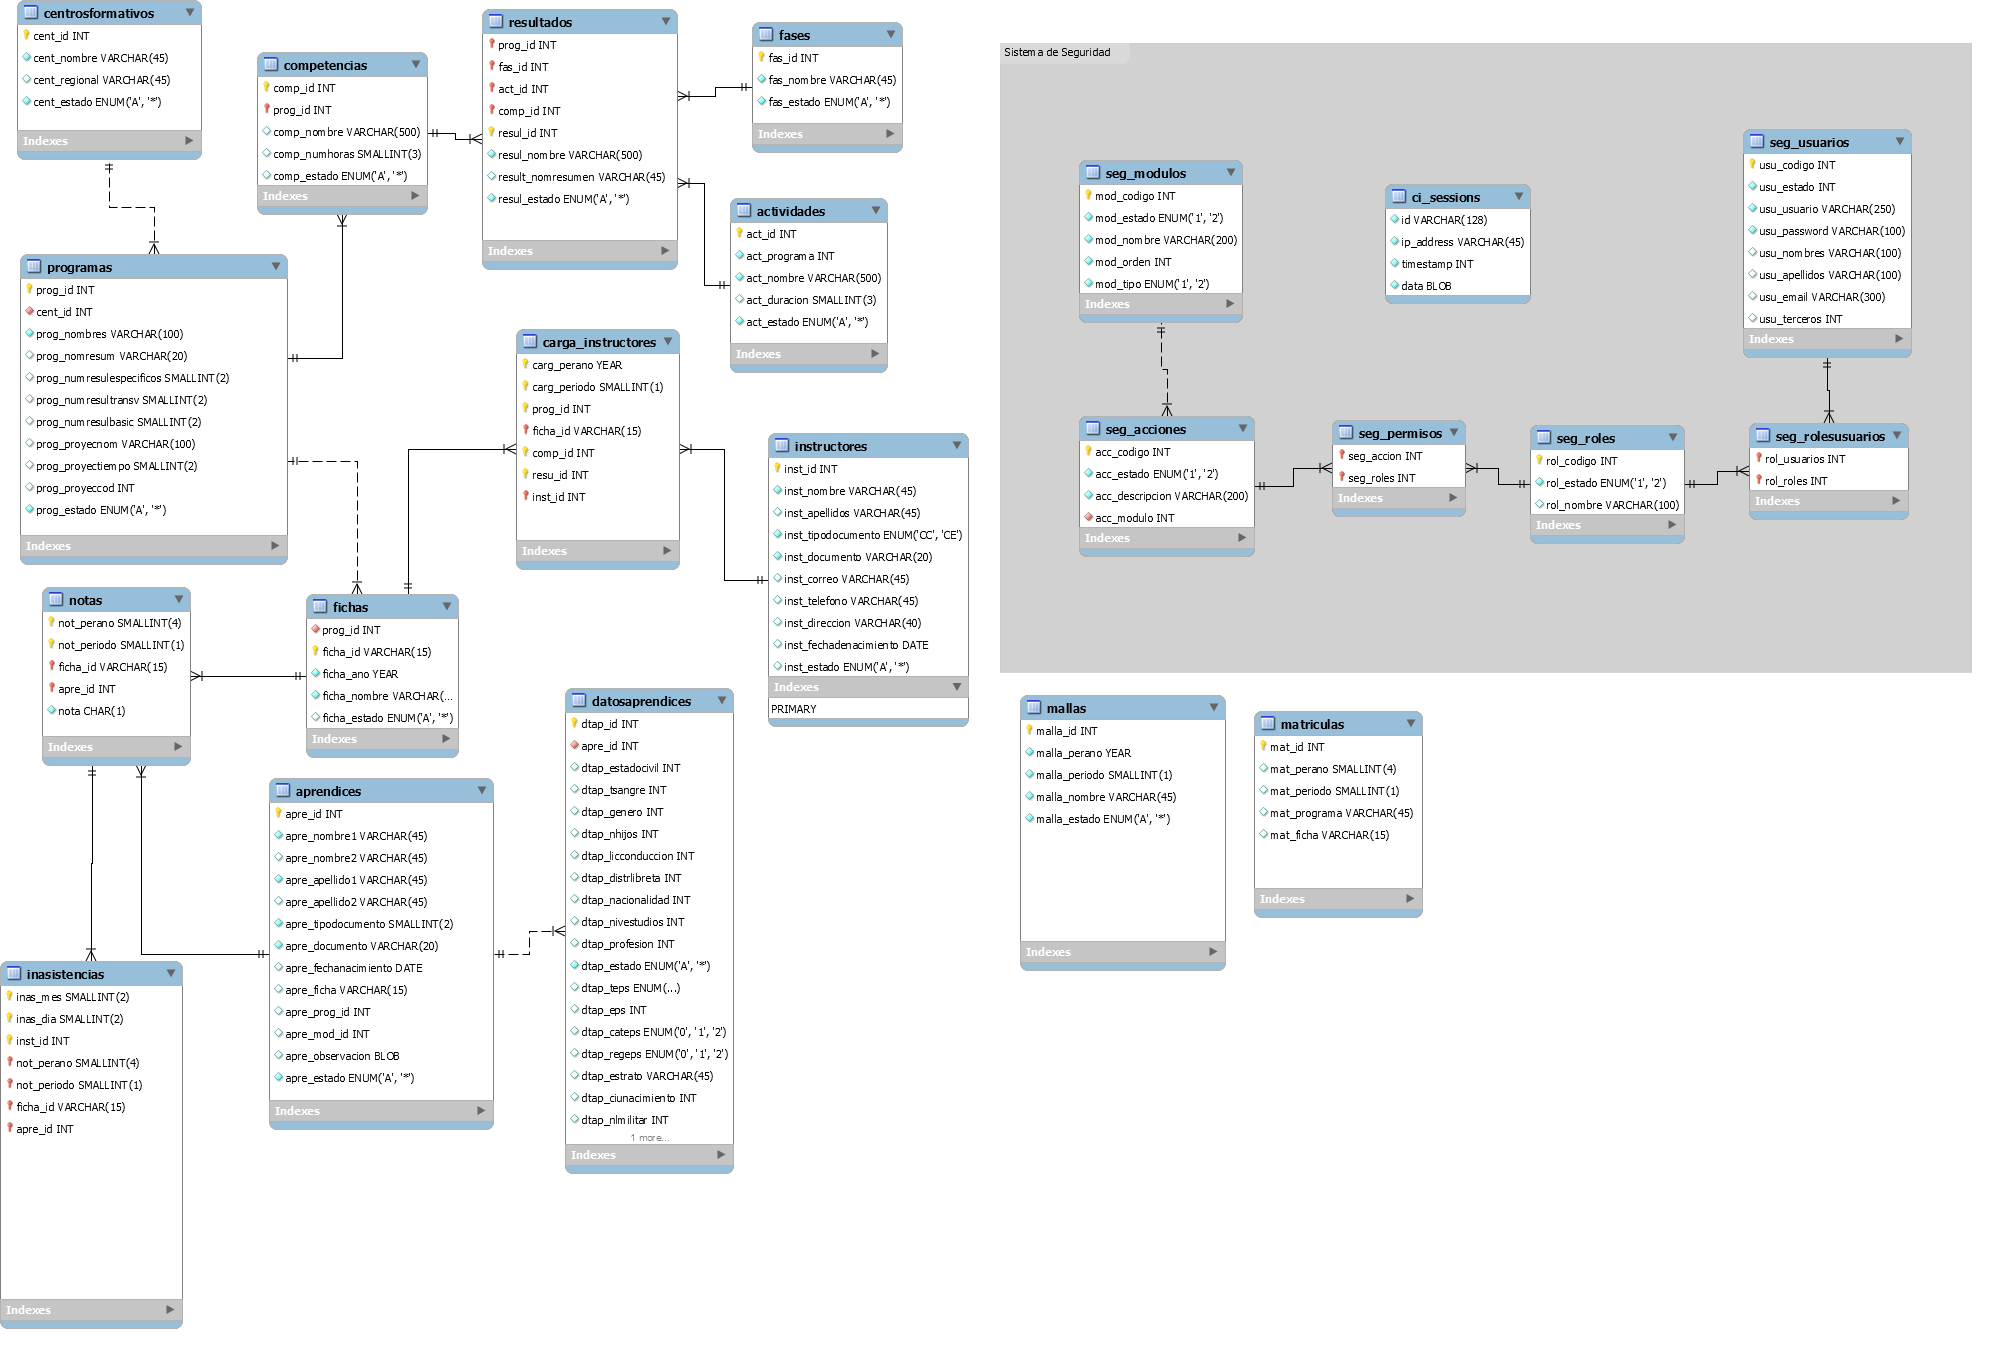 centrosformativos
cent_id INT
cent_nombre VARCHAR(45)
cent_regional VARCHAR(45)
cent_estado ENUM('A', '*')
Indexes
competencias
comp_id INT
prog_id INT
comp_nombre VARCHAR(500)
comp_numhoras SMALLINT(3)
comp_estado ENUM('A', '*')
Indexes
resultados
prog_id INT
fas_id INT
act_id INT
comp_id INT
resul_id INT
resul_nombre VARCHAR(500)
result_nomresumen VARCHAR(45)
resul_estado ENUM('A', '*')
Indexes
fases
fas_id INT
fas_nombre VARCHAR(45)
fas_estado ENUM('A', '*')
Indexes
actividades
act_id INT
act_programa INT
act_nombre VARCHAR(500)
act_duracion SMALLINT(3)
act_estado ENUM('A', '*')
Indexes
programas
prog_id INT
cent_id INT
prog_nombres VARCHAR(100)
prog_nomresum VARCHAR(20)
prog_numresulespecificos SMALLINT(2)
prog_numresultransv SMALLINT(2)
prog_numresulbasic SMALLINT(2)
prog_proyecnom VARCHAR(100)
prog_proyectiempo SMALLINT(2)
prog_proyeccod INT
prog_estado ENUM('A', '*')
Indexes
carga_instructores
carg_perano YEAR
carg_periodo SMALLINT(1)
prog_id INT
ficha_id VARCHAR(15)
comp_id INT
resu_id INT
inst_id INT
Indexes
instructores
inst_id INT
inst_nombre VARCHAR(45)
inst_apellidos VARCHAR(45)
inst_tipodocumento ENUM('CC', 'CE')
inst_documento VARCHAR(20)
inst_correo VARCHAR(45)
inst_telefono VARCHAR(45)
inst_direccion VARCHAR(40)
inst_fechadenacimiento DATE
inst_estado ENUM('A', '*')
Indexes
PRIMARY
notas
not_perano SMALLINT(4)
not_periodo SMALLINT(1)
ficha_id VARCHAR(15)
apre_id INT
nota CHAR(1)
Indexes
fichas
prog_id INT
ficha_id VARCHAR(15)
ficha_ano YEAR
ficha_nombre VARCHAR(...
ficha_estado ENUM('A', '*')
Indexes
datosaprendices
dtap_id INT
apre_id INT
dtap_estadocivil INT
dtap_tsangre INT
dtap_genero INT
dtap_nhijos INT
dtap_licconduccion INT
dtap_distrlibreta INT
dtap_nacionalidad INT
dtap_nivestudios INT
dtap_profesion INT
dtap_estado ENUM('A', '*')
dtap_teps ENUM(...)
dtap_eps INT
dtap_cateps ENUM('0', '1', '2')
dtap_regeps ENUM('0', '1', '2')
dtap_estrato VARCHAR(45)
dtap_ciunacimiento INT
dtap_nlmilitar INT
1 more...
Indexes
aprendices
apre_id INT
apre_nombre1 VARCHAR(45)
apre_nombre2 VARCHAR(45)
apre_apellido1 VARCHAR(45)
apre_apellido2 VARCHAR(45)
apre_tipodocumento SMALLINT(2)
apre_documento VARCHAR(20)
apre_fechanacimiento DATE
apre_ficha VARCHAR(15)
apre_prog_id INT
apre_mod_id INT
apre_observacion BLOB
apre_estado ENUM('A', '*')
Indexes
inasistencias
inas_mes SMALLINT(2)
inas_dia SMALLINT(2)
inst_id INT
not_perano SMALLINT(4)
not_periodo SMALLINT(1)
ficha_id VARCHAR(15)
apre_id INT
Indexes
Sistema de Seguridad
seg_modulos
mod_codigo INT
mod_estado ENUM('1', '2')
mod_nombre VARCHAR(200)
mod_orden INT
mod_tipo ENUM('1', '2')
Indexes
ci_sessions
id VARCHAR(128)
ip_address VARCHAR(45)
timestamp INT
data BLOB
seg_usuarios
usu_codigo INT
usu_estado INT
usu_usuario VARCHAR(250)
usu_password VARCHAR(100)
usu_nombres VARCHAR(100)
usu_apellidos VARCHAR(100)
usu_email VARCHAR(300)
usu_terceros INT
Indexes
seg_acciones
acc_codigo INT
acc_estado ENUM('1', '2')
acc_descripcion VARCHAR(200)
acc_modulo INT
Indexes
seg_permisos
seg_accion INT
seg_roles INT
Indexes
seg_roles
rol_codigo INT
rol_estado ENUM('1', '2')
rol_nombre VARCHAR(100)
Indexes
seg_rolesusuarios
rol_usuarios INT
rol_roles INT
Indexes
mallas
malla_id INT
malla_perano YEAR
malla_periodo SMALLINT(1)
malla_nombre VARCHAR(45)
malla_estado ENUM('A', '*')
Indexes
matriculas
mat_id INT
mat_perano SMALLINT(4)
mat_periodo SMALLINT(1)
mat_programa VARCHAR(45)
mat_ficha VARCHAR(15)
Indexes